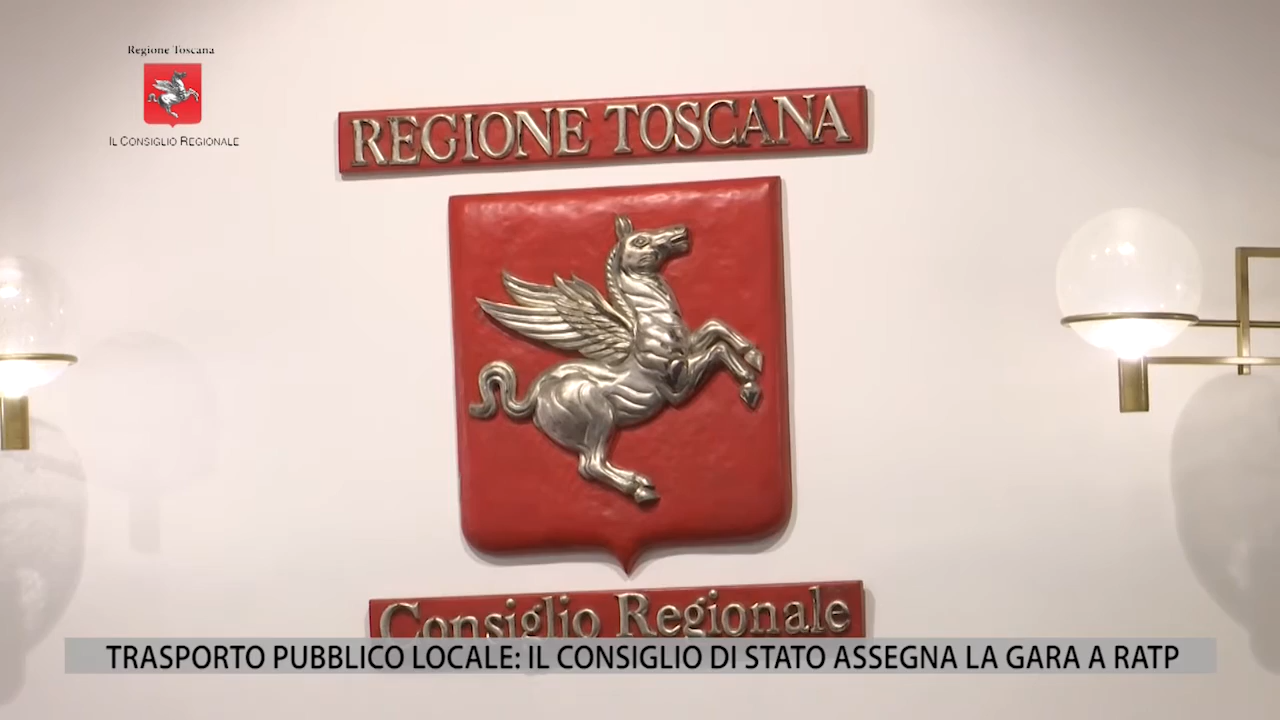 Regione Toscana
IL CONSIGLIO REGIONALE
REGIONE TOSCANA
Consiglio Regionale
TRASPORTO PUBBLICO LOCALE: IL CONSIGLIO DI STATO ASSEGNA LA GARA A RATP